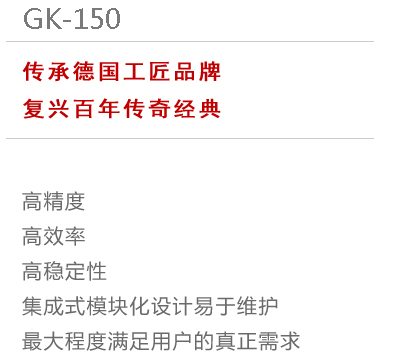 GK-150
传承德国工匠品牌
复兴百年传奇经典
高精度
高效率
高稳定性
集成式模块化设计易于维护
最大程度满足用户的真正需求